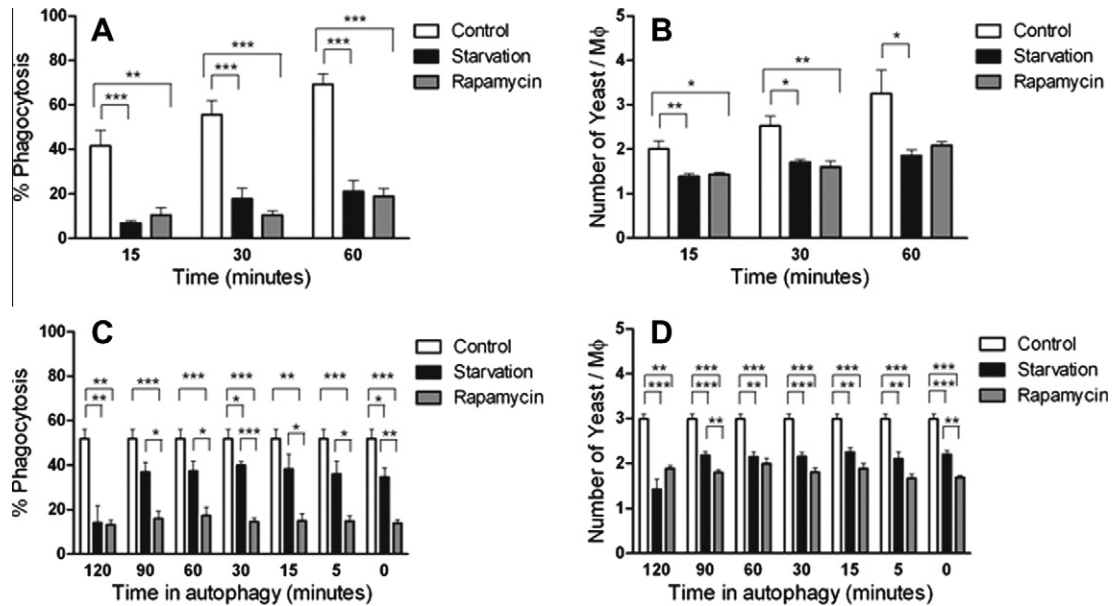 A
% Phagocytosis
100
80
60
40
20
0
***
***
***
***
**
***
Control
Starvation
Rapamycin
15 30 60
Time (minutes)
B
Number of Yeast / Mϕ
5
4
3
2
1
0
*
**
*
*
**
Control
Starvation
Rapamycin
15 30 60
Time (minutes)
C
% Phagocytosis
100
80
60
40
20
0
Control
Starvation
Rapamycin
** *** *** *** ** *** ***
** * *
* * *** * * **
120 90 60 30 15 5 0
Time in autophagy (minutes)
D
Number of Yeast / Mϕ
5
4
3
2
1
0
Control
Starvation
Rapamycin
** *** *** *** *** *** ***
*** *** ** *** ** ** ***
** **
120 90 60 30 15 5 0
Time in autophagy (minutes)